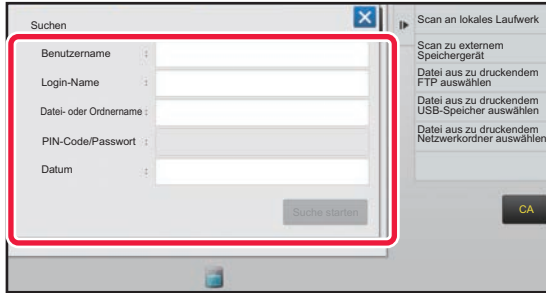 Suchen
Benutzername :
Login-Name :
Datei- oder Ordnername :
PIN-Code/Passwort :
Datum :
Suche starten
Scan an lokales Laufwerk
Scan zu externem
Speichergerät
Datei aus zu druckendem
FTP auswählen
Datei aus zu druckendem
USB-Speicher auswählen
Datei aus zu druckendem
Netzwerkordner auswählen
CA